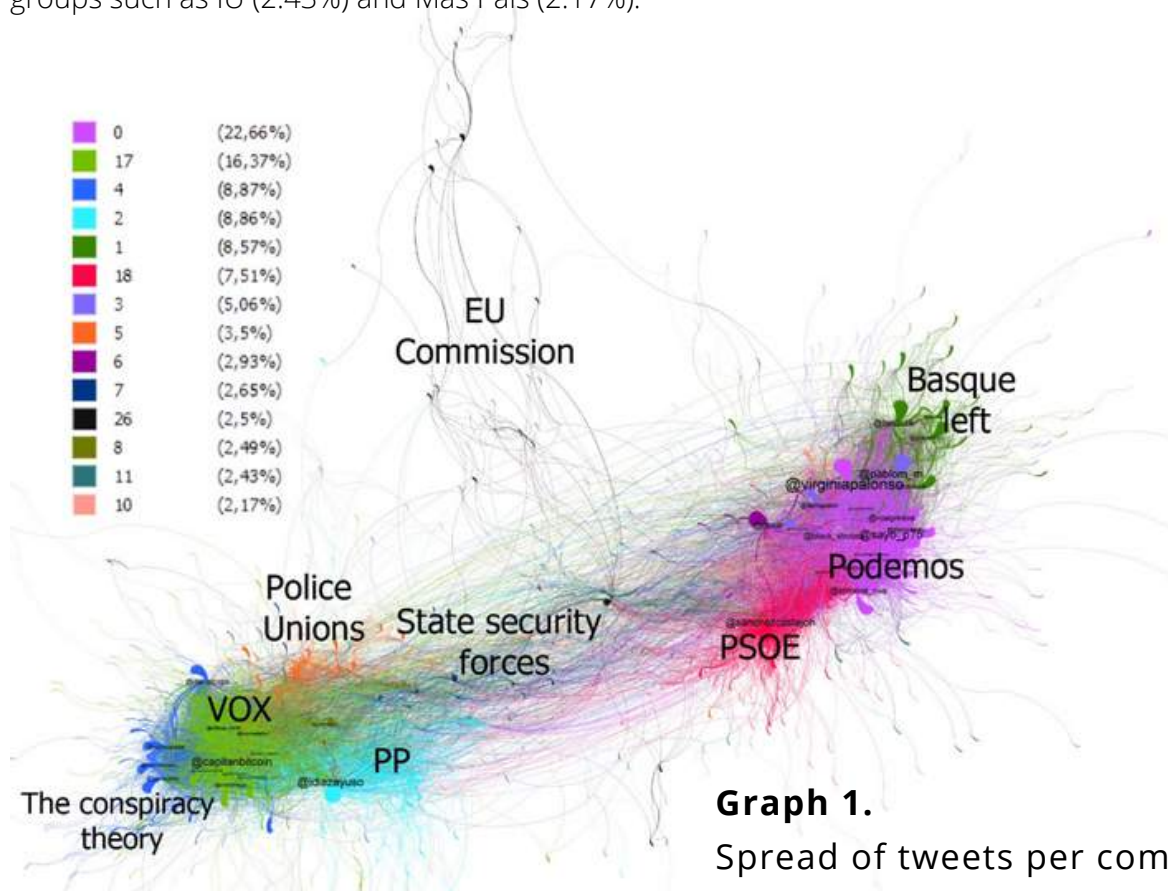 groups such as IU (2.43%) and Más País (2.17%).
0 (22,66%)
17 (16,37%)
4 (8,87%)
2 (8,86%)
1 (8,57%)
18 (7,51%)
3 (5,06%)
5 (3,5%)
6 (2,93%)
7 (2,65%)
26 (2,5%)
8 (2,49%)
11 (2,43%)
10 (2,17%)
EU
Commission
Basque
left
@pablom_m
@virginiapalonso
@sayo_p75
Podemos
Police
Unions
State security
forces
@sanchezcastejon
PSOE
VOX
@capitanbitcoin
PP
@idiazayuso
The conspiracy
theory
Graph 1.
Spread of tweets per com